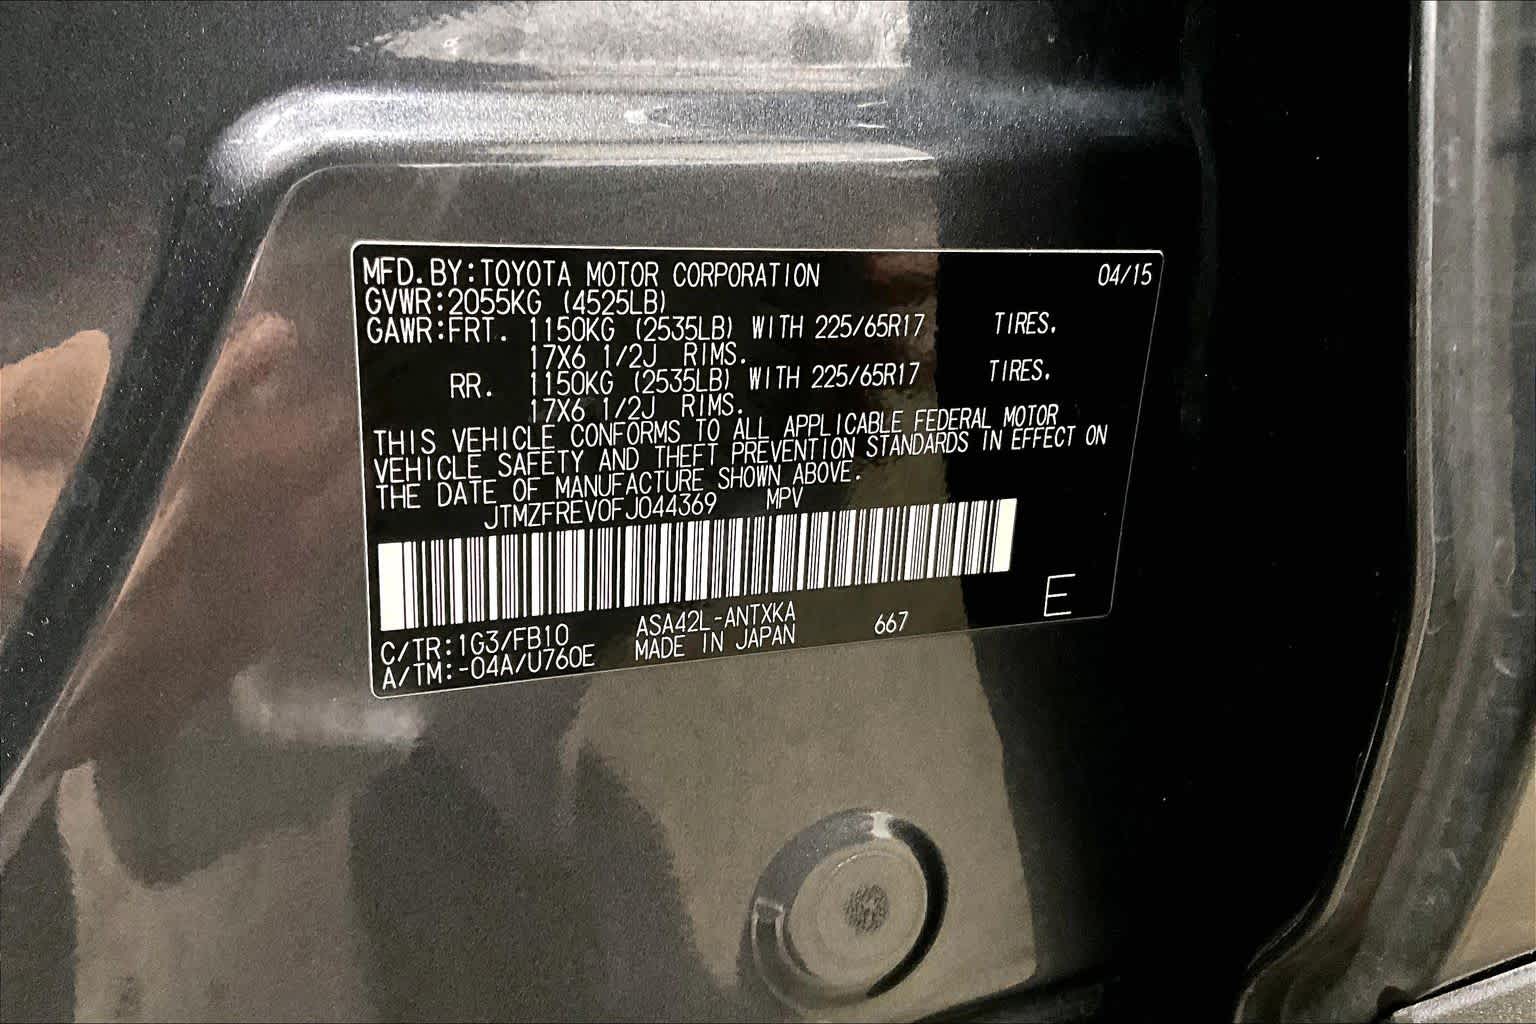 MFD.BY:TOYOTA MOTOR CORPORATION 04/15
GVWR:2055KG (4525LB)
GAWR:FRT. 1150KG (2535LB) WITH 225/65R17 TIRES.
17X6 1/2J RIMS.
RR. 1150KG (2535LB) WITH 225/65R17 TIRES.
17X6 1/2J RIMS.
THIS VEHICLE CONFORMS TO ALL APPLICABLE FEDERAL MOTOR
VEHICLE SAFETY AND THEFT PREVENTION STANDARDS IN EFFECT ON
THE DATE OF MANUFACTURE SHOWN ABOVE.
JTMZFREV0FJ044369 MPV
C/TR:1G3/FB10 ASA42L-ANTXKA 667 E
A/TM:-04A/U760E MADE IN JAPAN